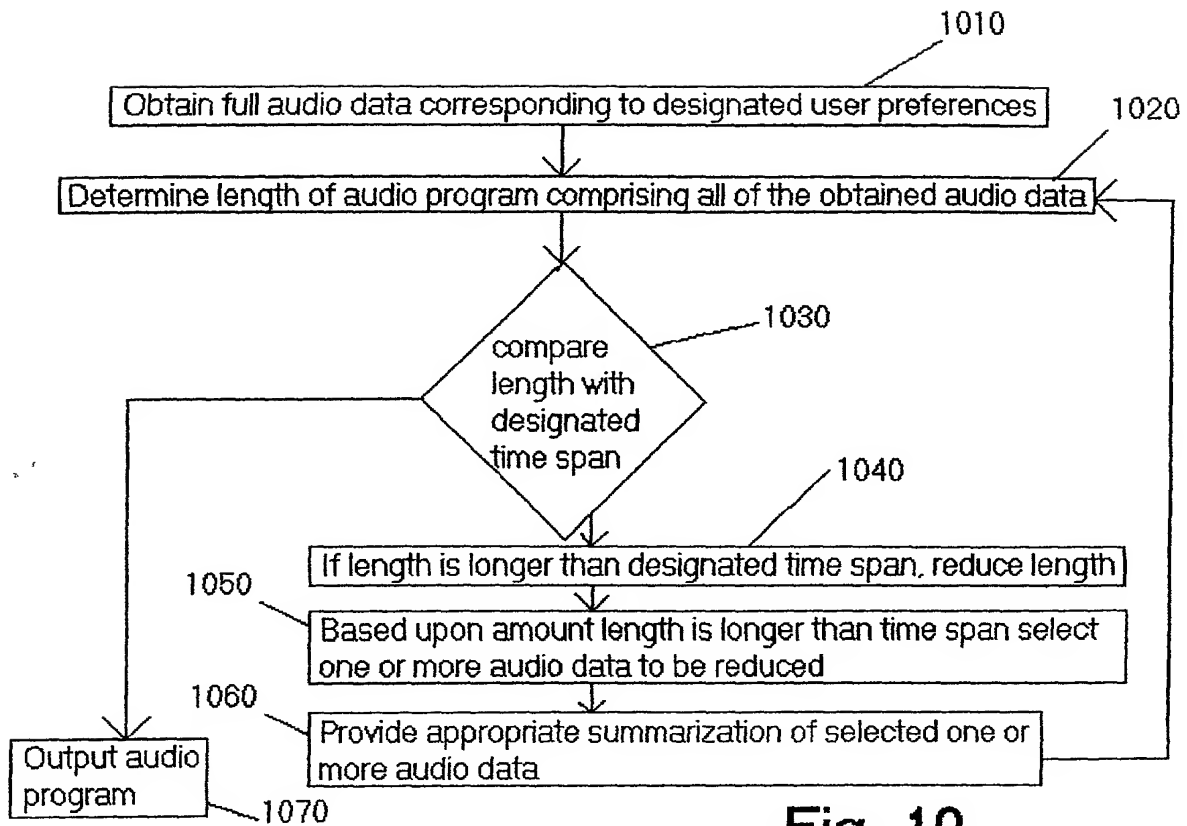 1010
Obtain full audio data corresponding to designated user preferences
1020
Determine length of audio program comprising all of the obtained audio data
1030
compare
length with
designated
time span
1040
If length is longer than designated time span, reduce length
1050
Based upon amount length is longer than time span select
one or more audio data to be reduced
1060
Provide appropriate summarization of selected one or
more audio data
Output audio
program
1070
Fig. 10